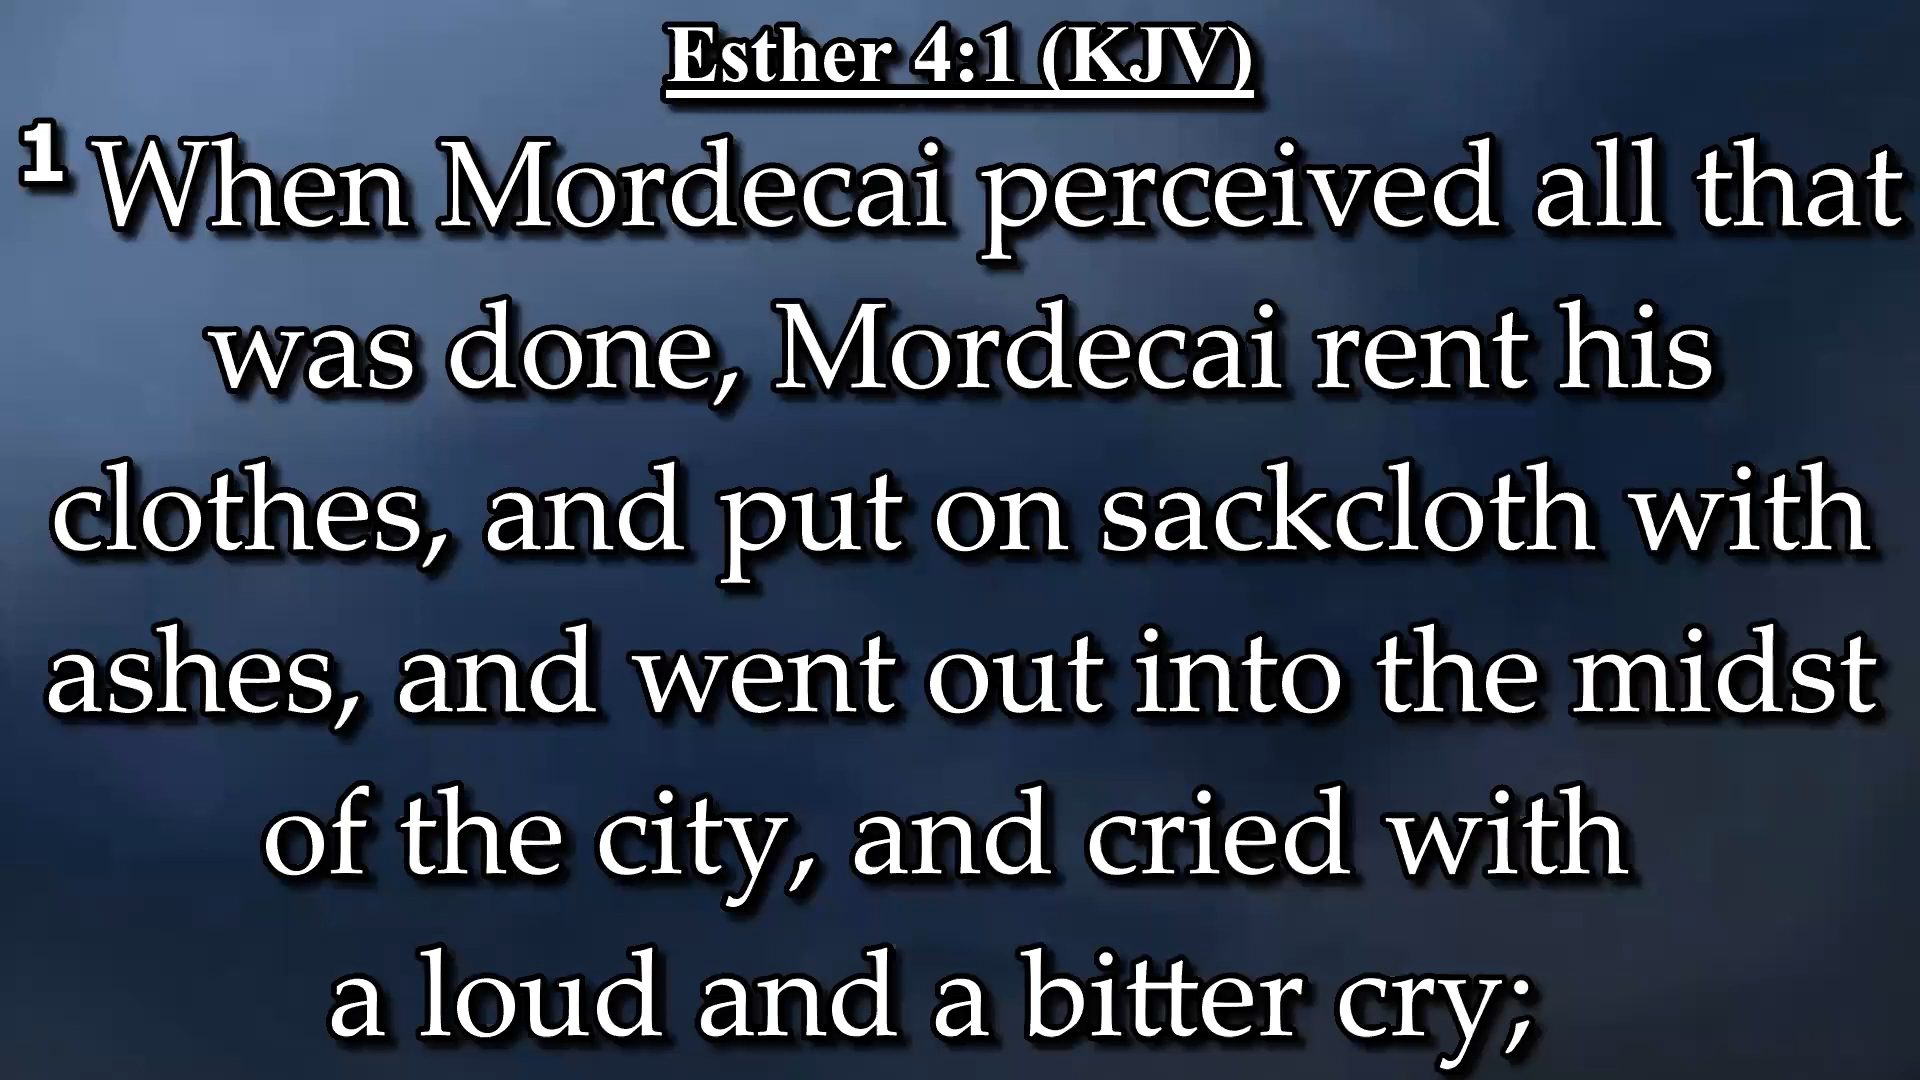 Esther 4:1 (KJV)
1 When Mordecai perceived all that
was done, Mordecai rent his
clothes, and put on sackcloth with
ashes, and went out into the midst
of the city, and cried with
a loud and a bitter cry;